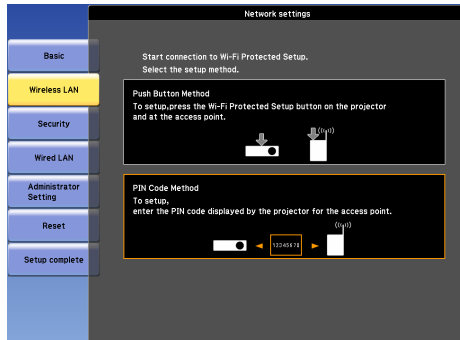 Network settings
Basic
Wireless LAN
Security
Wired LAN
Administrator
Setting
Reset
Setup complete
Start connection to Wi-Fi Protected Setup.
Select the setup method.
Push Button Method
To setup,press the Wi-Fi Protected Setup button on the projector
and at the access point.
PIN Code Method
To setup,
enter the PIN code displayed by the projector for the access point.
12345678